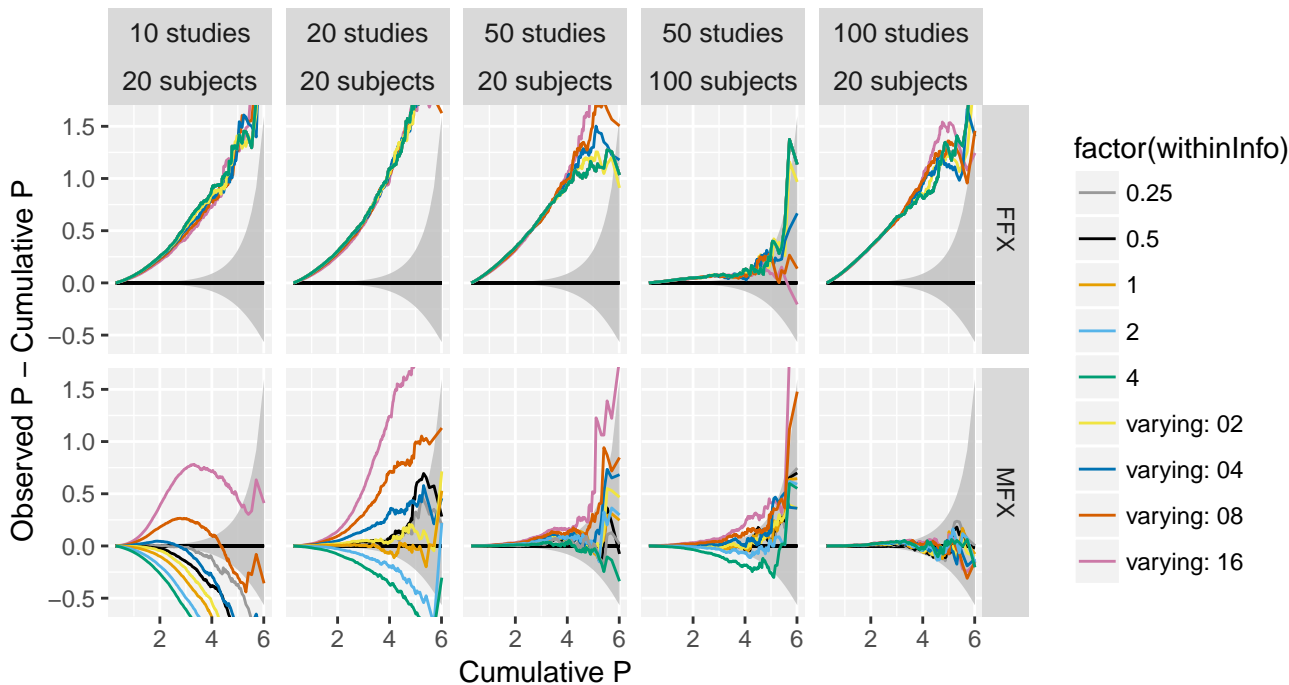 10 studies
20 subjects
20 studies
20 subjects
50 studies
20 subjects
50 studies
100 subjects
100 studies
20 subjects
Observed P − Cumulative P
1.5
1.0
0.5
0.0
−0.5
FFX
1.5
1.0
0.5
0.0
−0.5
MFX
2 4 6
2 4 6
2 4 6
2 4 6
2 4 6
Cumulative P
factor(withinInfo)
0.25
0.5
1
2
4
varying: 02
varying: 04
varying: 08
varying: 16